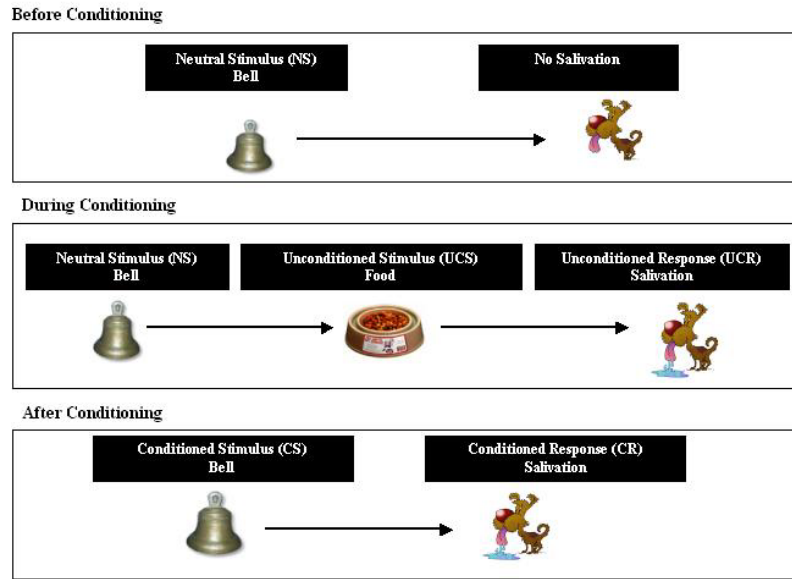 Before Conditioning
Neutral Stimulus (NS)
Bell
No Salivation
During Conditioning
Neutral Stimulus (NS)
Bell
Unconditioned Stimulus (UCS)
Food
Unconditioned Response (UCR)
Salivation
After Conditioning
Conditioned Stimulus (CS)
Bell
Conditioned Response (CR)
Salivation